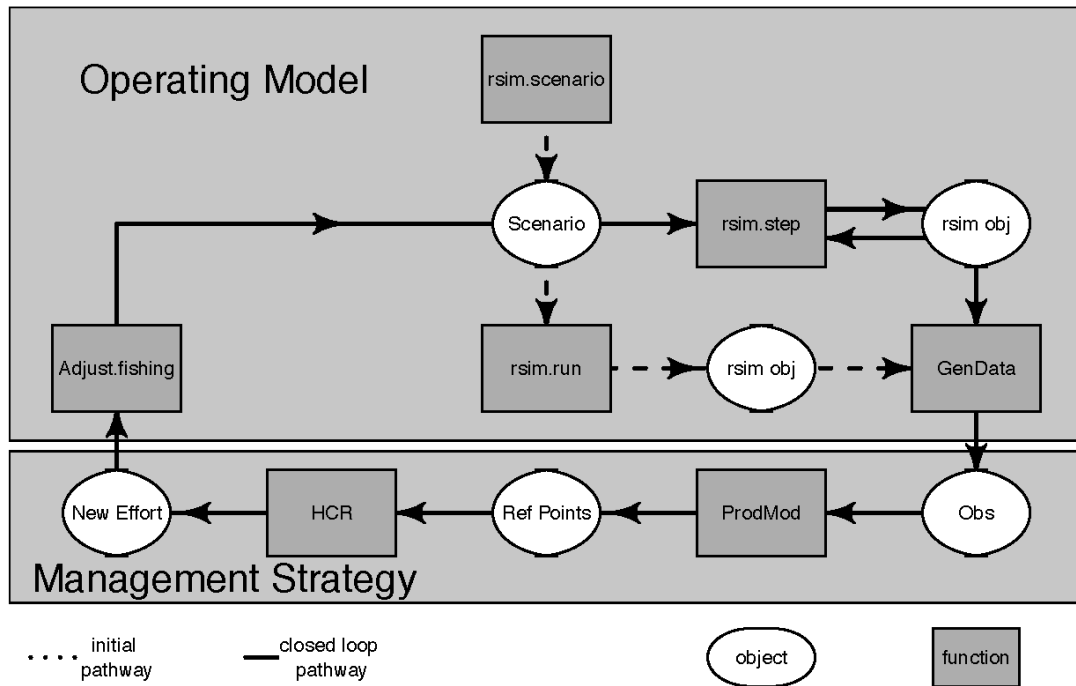 Operating Model
rsim.scenario
Scenario
rsim.step
rsim obj
Adjust.fishing
rsim.run
rsim obj
GenData
New Effort
HCR
Ref Points
ProdMod
Obs
Management Strategy
initial
pathway
closed loop
pathway
object
function